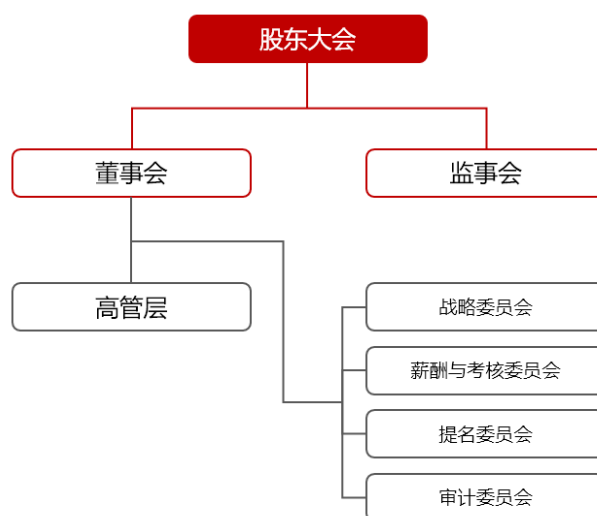 股东大会
董事会
监事会
高管层
战略委员会
薪酬与考核委员会
提名委员会
审计委员会